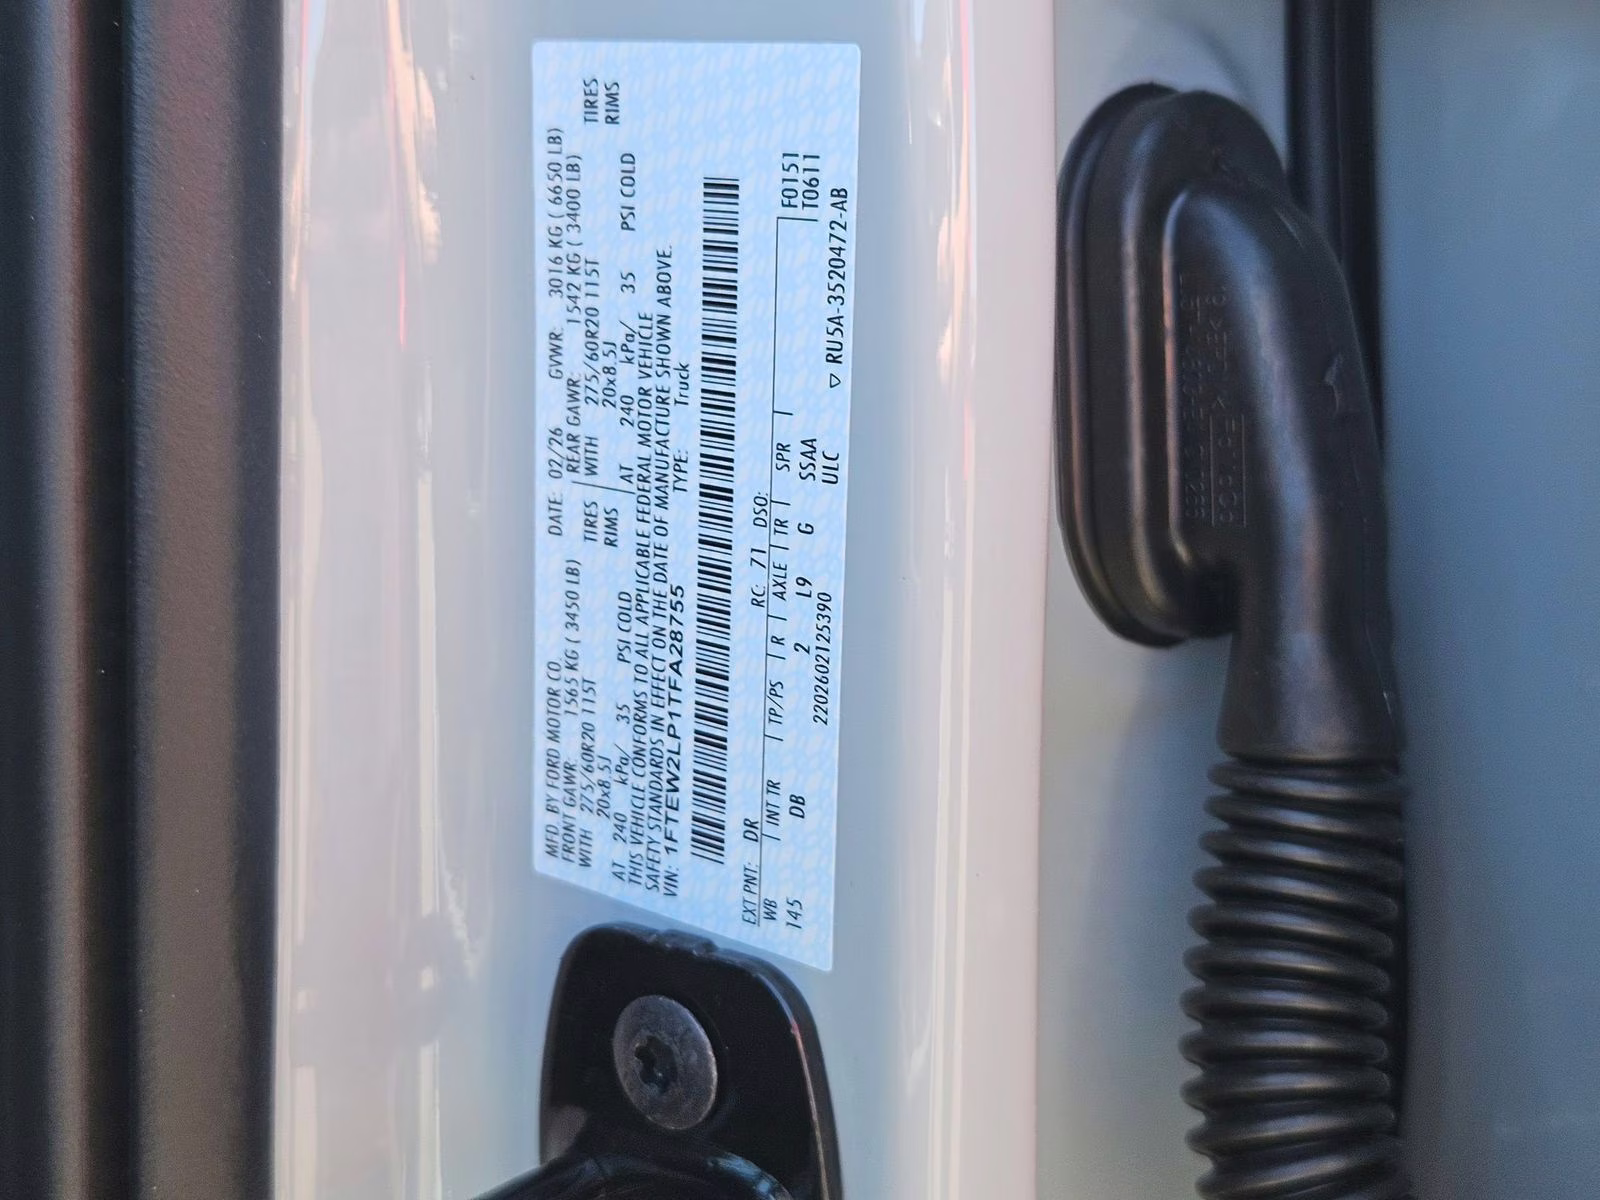 MFD. BY FORD MOTOR CO.
DATE: 02/26 GVWR: 3016 KG ( 6650 LB)
FRONT GAWR: 1565 KG ( 3450 LB)
REAR GAWR: 1542 KG ( 3400 LB)
WITH 275/60R20 115T TIRES
WITH 275/60R20 115T TIRES
20x8.5J RIMS
20x8.5J RIMS
AT 240 kPa/ 35 PSI COLD
AT 240 kPa/ 35 PSI COLD
THIS VEHICLE CONFORMS TO ALL APPLICABLE FEDERAL MOTOR VEHICLE
SAFETY STANDARDS IN EFFECT ON THE DATE OF MANUFACTURE SHOWN ABOVE.
VIN: 1FTEW2LP1TFA28755 TYPE: Truck
EXT PNT: DR RC: 71 DSO: F0151
WB INT TR TP/PS R AXLE TR SPR T0611
145 DB 2 L9 G SSAA
2202602125390 ULC ▽ RU5A-3520472-AB